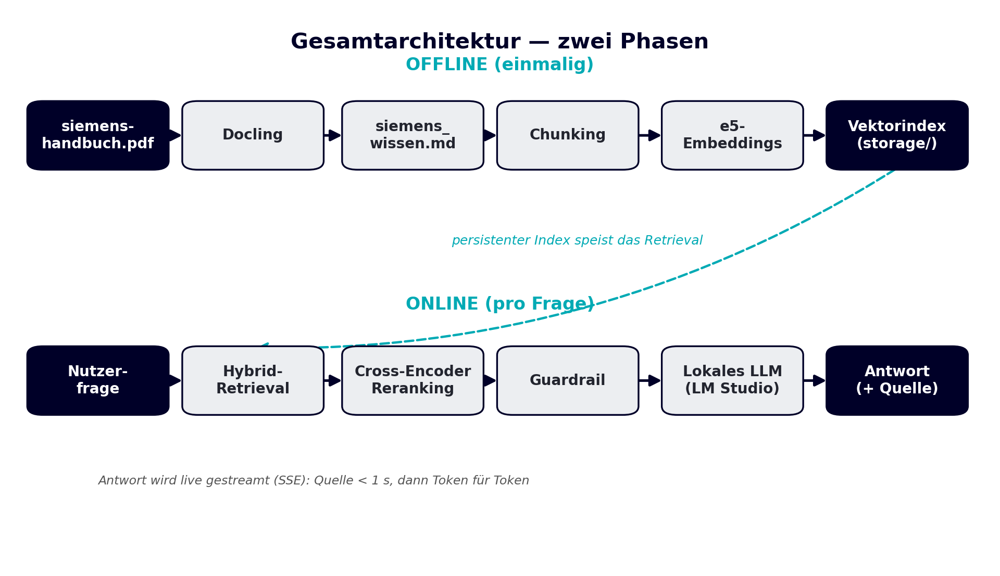 Gesamtarchitektur — zwei Phasen
OFFLINE (einmalig)
siemens-
handbuch.pdf
Docling
siemens_
wissen.md
Chunking
e5-
Embeddings
Vektorindex
(storage/)
persistenter Index speist das Retrieval
ONLINE (pro Frage)
Nutzer-
frage
Hybrid-
Retrieval
Cross-Encoder
Reranking
Guardrail
Lokales LLM
(LM Studio)
Antwort
(+ Quelle)
Antwort wird live gestreamt (SSE): Quelle < 1 s, dann Token für Token